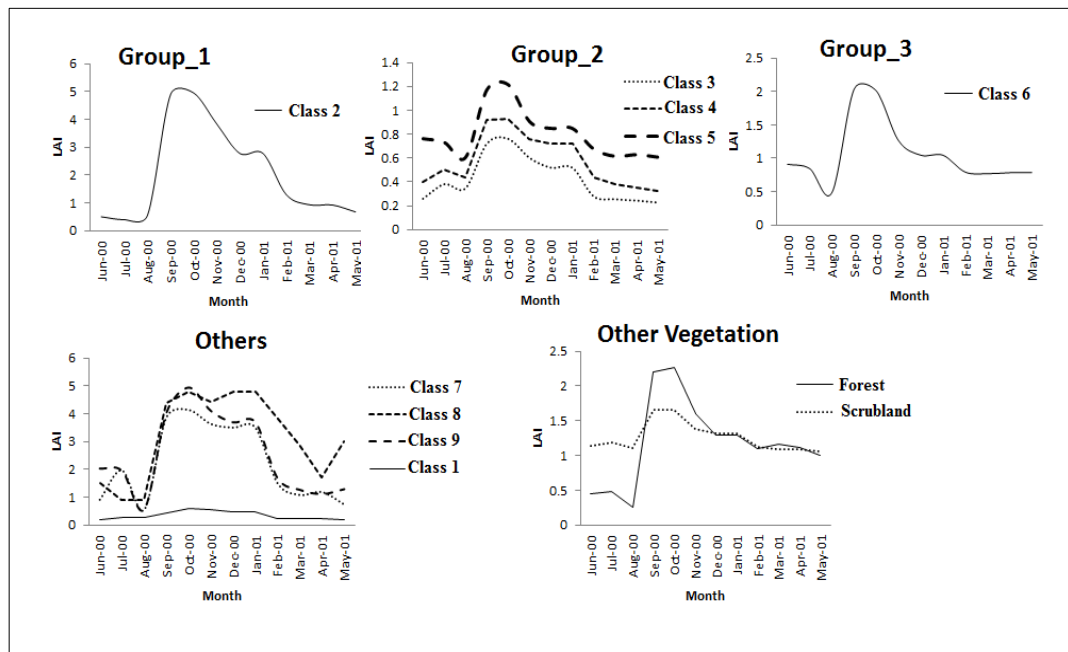 Group_1
6
5
4
3
2
1
0
LAI
Class 2
Jun-00
Jul-00
Aug-00
Sep-00
Oct-00
Nov-00
Dec-00
Jan-01
Feb-01
Mar-01
Apr-01
May-01
Month
Group_2
1.4
1.2
1
0.8
0.6
0.4
0.2
0
LAI
Class 3
Class 4
Class 5
Jun-00
Jul-00
Aug-00
Sep-00
Oct-00
Nov-00
Dec-00
Jan-01
Feb-01
Mar-01
Apr-01
May-01
Month
Group_3
2.5
2
1.5
1
0.5
0
LAI
Class 6
Jun-00
Jul-00
Aug-00
Sep-00
Oct-00
Nov-00
Dec-00
Jan-01
Feb-01
Mar-01
Apr-01
May-01
Month
Others
6
5
4
3
2
1
0
LAI
Class 7
Class 8
Class 9
Class 1
Jun-00
Jul-00
Aug-00
Sep-00
Oct-00
Nov-00
Dec-00
Jan-01
Feb-01
Mar-01
Apr-01
May-01
Month
Other Vegetation
2.5
2
1.5
1
0.5
0
LAI
Forest
Scrubland
Jun-00
Jul-00
Aug-00
Sep-00
Oct-00
Nov-00
Dec-00
Jan-01
Feb-01
Mar-01
Apr-01
May-01
Month